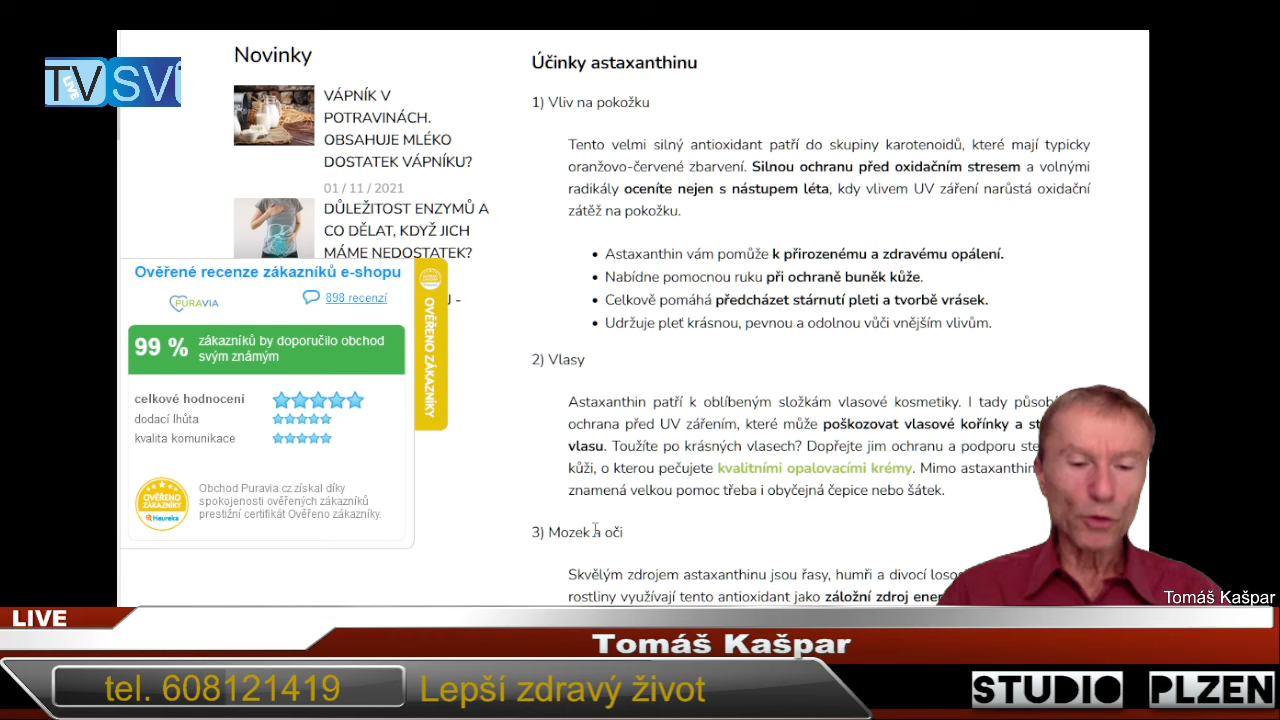 TV SVÍ
LIVE
Novinky
VÁPNÍK V
POTRAVINÁCH.
OBSAHUJE MLÉKO
DOSTATEK VÁPNÍKU?
01 / 11 / 2021
DŮLEŽITOST ENZYMŮ A
CO DĚLAT, KDYŽ JICH
MÁME NEDOSTATEK?
Ověřené recenze zákazníků e-shopu
PURAVIA
898 recenzí
99 %
zákazníků by doporučilo obchod
svým známým
celkové hodnocení
dodací lhůta
kvalita komunikace
OVĚŘENO
ZÁKAZNÍKY
Heureka
Obchod Puravia.cz získal díky
spokojenosti ověřených zákazníků
prestižní certifikát Ověřeno zákazníky.
OVĚŘENO ZÁKAZNÍKY
Účinky astaxanthinu
1) Vliv na pokožku
Tento velmi silný antioxidant patří do skupiny karotenoidů, které mají typicky
oranžovo-červené zbarvení. Silnou ochranu před oxidačním stresem a volnými
radikály oceníte nejen s nástupem léta, kdy vlivem UV záření narůstá oxidační
zátěž na pokožku.
• Astaxanthin vám pomůže k přirozenému a zdravému opálení.
• Nabídne pomocnou ruku při ochraně buněk kůže.
• Celkově pomáhá předcházet stárnutí pleti a tvorbě vrásek.
• Udržuje pleť krásnou, pevnou a odolnou vůči vnějším vlivům.
2) Vlasy
Astaxanthin patří k oblíbeným složkám vlasové kosmetiky. I tady působ
ochrana před UV zářením, které může poškozovat vlasové kořínky a st
vlasu. Toužíte po krásných vlasech? Dopřejte jim ochranu a podporu ste
kůži, o kterou pečujete kvalitními opalovacími krémy. Mimo astaxanthin
znamená velkou pomoc třeba i obyčejná čepice nebo šátek.
3) Mozek a oči
Skvělým zdrojem astaxanthinu jsou řasy, humři a divocí loso
rostliny využívají tento antioxidant jako záložní zdroj ener
Tomáš Kašpar
LIVE
Tomáš Kašpar
tel. 608121419
Lepší zdravý život
STUDIO PLZEN